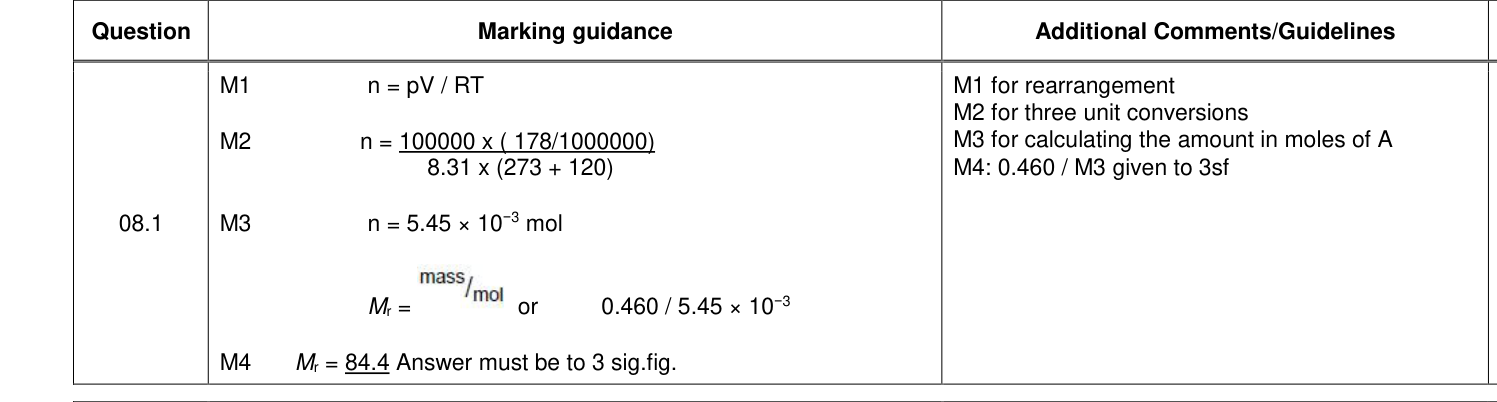 Question Marking guidance Additional Comments/Guidelines
M1 n = pV / RT
M2 n = 100000 x ( 178/1000000)
8.31 x (273 + 120)
08.1
M3 n = 5.45 × 10⁻³ mol
Mr = mass/mol or 0.460 / 5.45 × 10⁻³
M4 Mr = 84.4 Answer must be to 3 sig.fig.
M1 for rearrangement
M2 for three unit conversions
M3 for calculating the amount in moles of A
M4: 0.460 / M3 given to 3sf